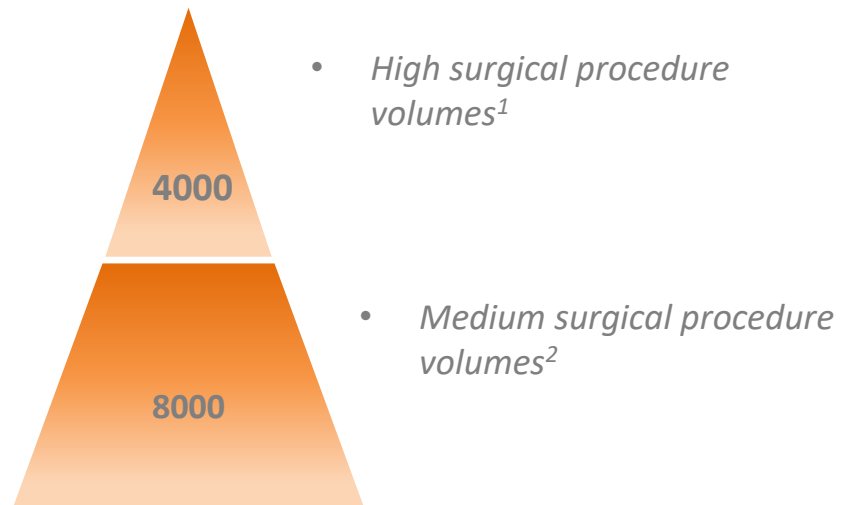 • High surgical procedure
volumes¹
4000
• Medium surgical procedure
volumes²
8000